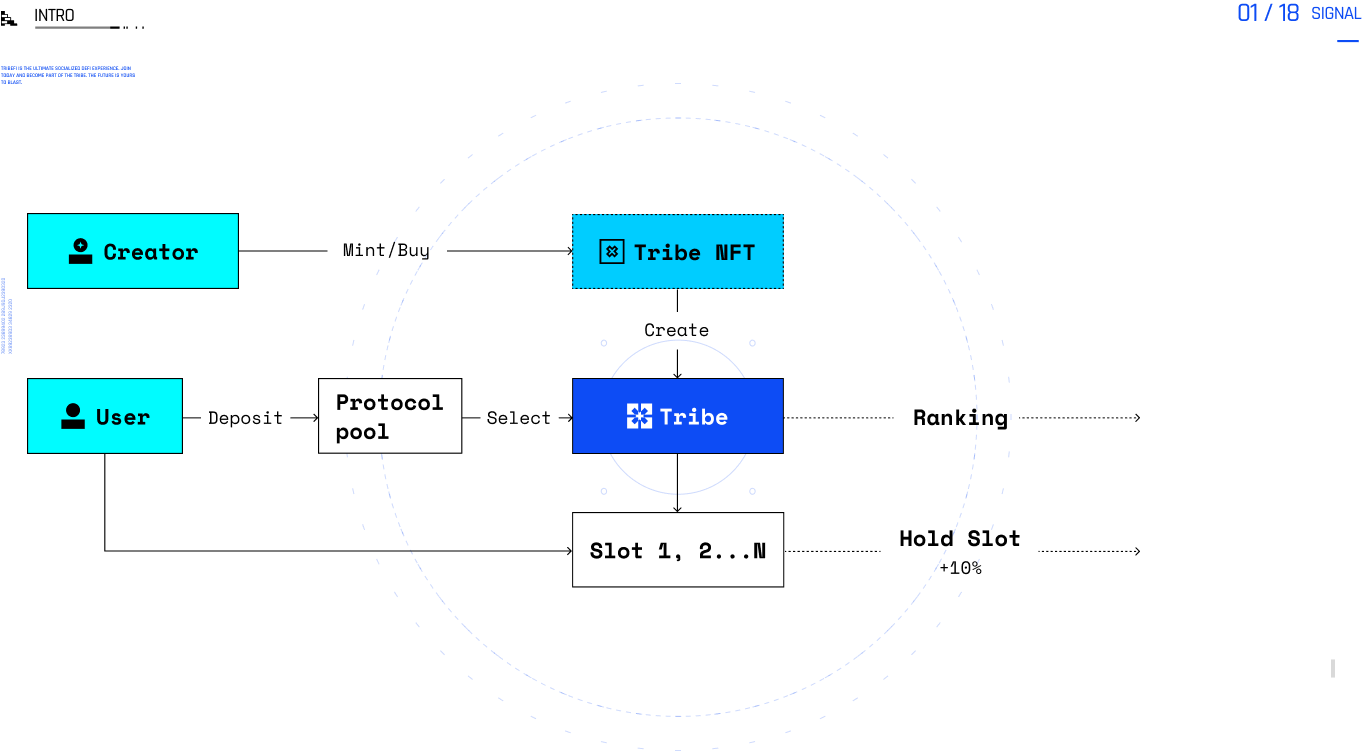 INTRO
01 / 18 SIGNAL
TRIBEFI IS THE ULTIMATE SOCIALIZED DEFI EXPERIENCE. JOIN
TODAY AND BECOME PART OF THE TRIBE. THE FUTURE IS YOURS
TO BLAST.
Creator
Mint/Buy
Tribe NFT
Create
User
Deposit
Protocol
pool
Select
Tribe
Ranking
Slot 1, 2...N
Hold Slot
+10%